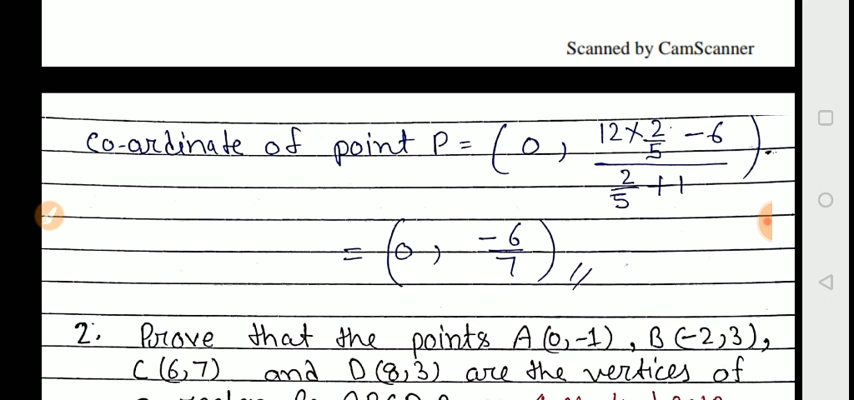 Scanned by CamScanner
Co-ordinate of point P = ( 0, (12 × 2/5 - 6)/(2/5 + 1) ).
= (0, -6/7) //
2. Prove that the points A(0,-1), B(-2,3),
C(6,7) and D(8,3) are the vertices of